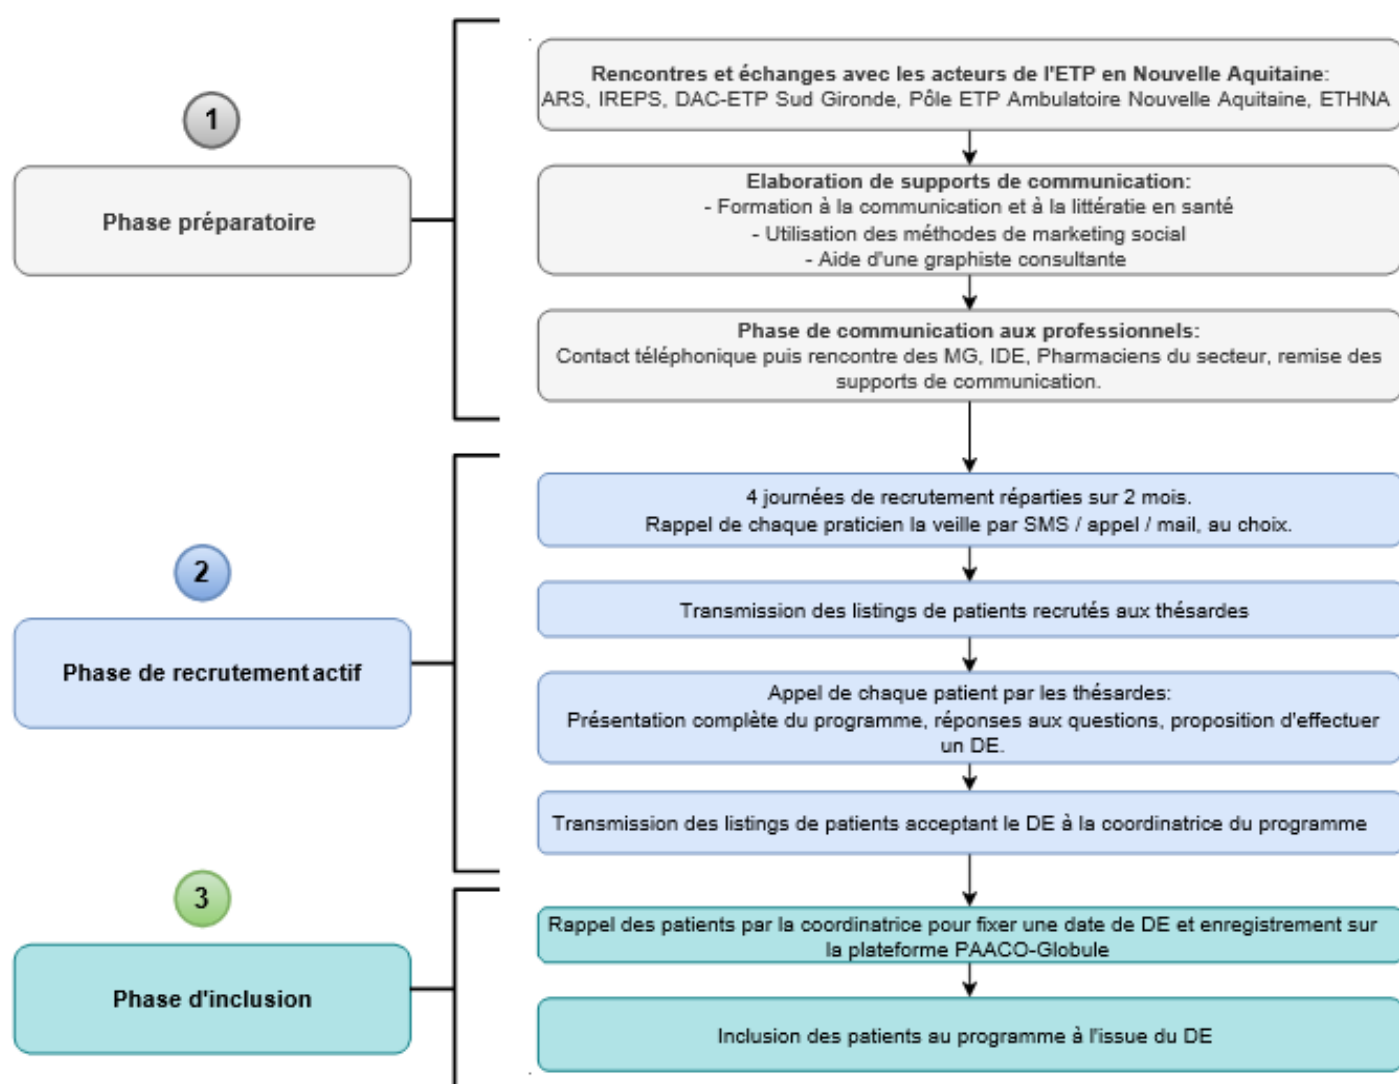 1
Phase préparatoire
Rencontres et échanges avec les acteurs de l'ETP en Nouvelle Aquitaine:
ARS, IREPS, DAC-ETP Sud Gironde, Pôle ETP Ambulatoire Nouvelle Aquitaine, ETHNA
Elaboration de supports de communication:
- Formation à la communication et à la littératie en santé
- Utilisation des méthodes de marketing social
- Aide d'une graphiste consultante
Phase de communication aux professionnels:
Contact téléphonique puis rencontre des MG, IDE, Pharmaciens du secteur, remise des
supports de communication.
2
Phase de recrutement actif
4 journées de recrutement réparties sur 2 mois.
Rappel de chaque praticien la veille par SMS / appel / mail, au choix.
Transmission des listings de patients recrutés aux thésardes
Appel de chaque patient par les thésardes:
Présentation complète du programme, réponses aux questions, proposition d'effectuer
un DE.
Transmission des listings de patients acceptant le DE à la coordinatrice du programme
3
Phase d'inclusion
Rappel des patients par la coordinatrice pour fixer une date de DE et enregistrement sur
la plateforme PAACO-Globule
Inclusion des patients au programme à l'issue du DE